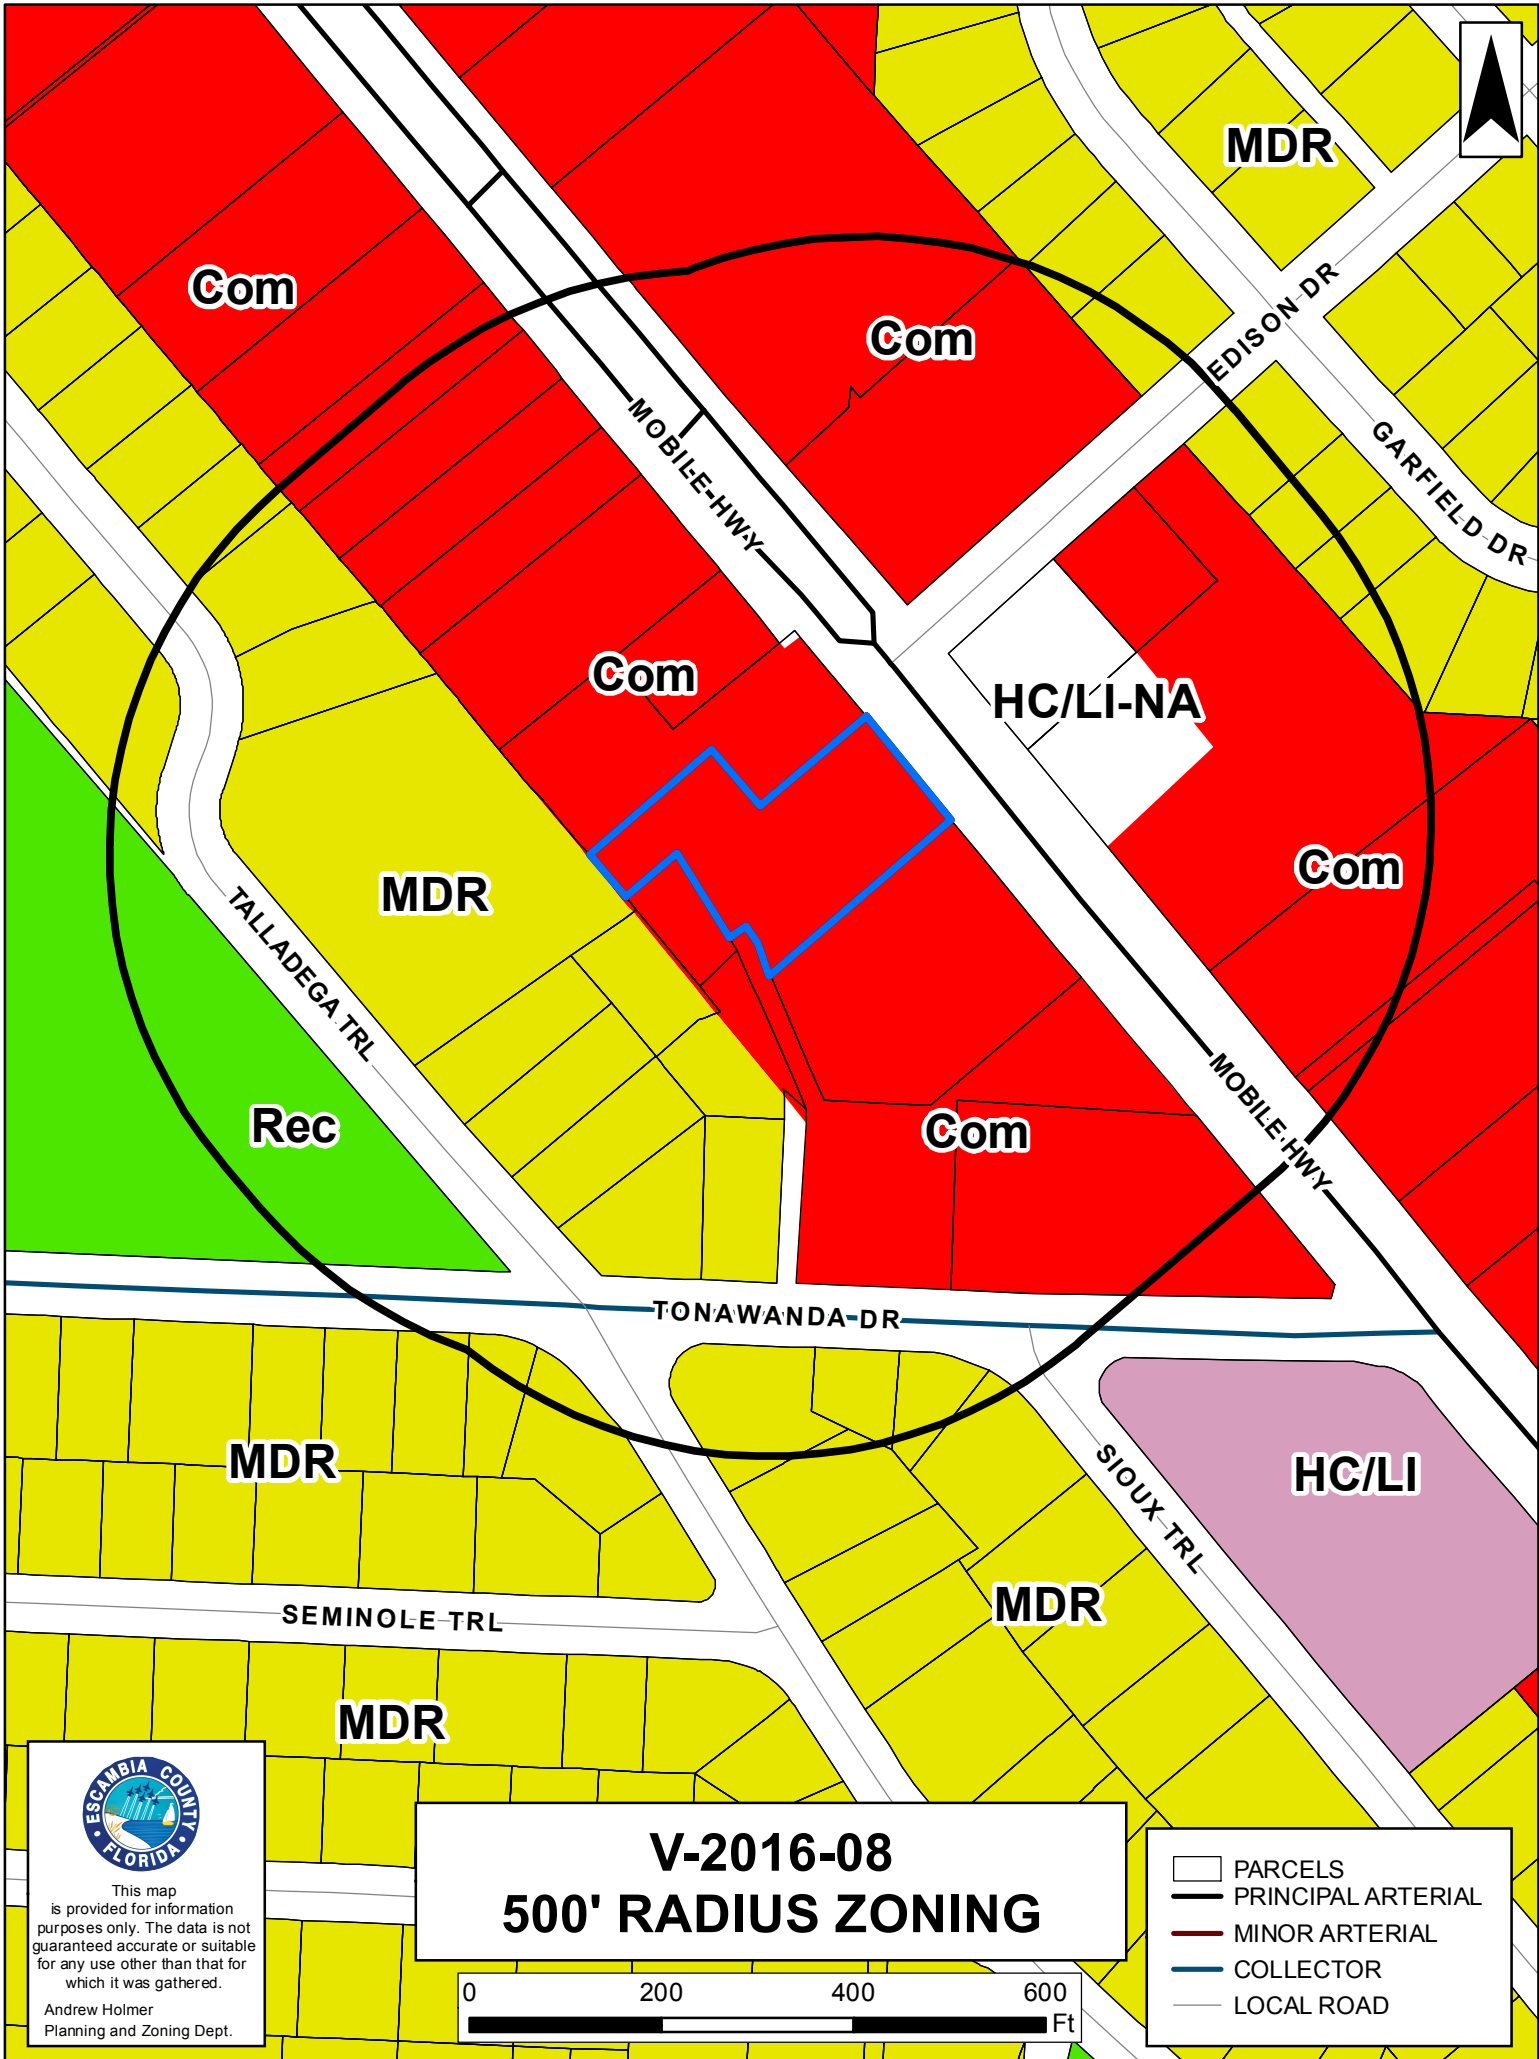 MDR
Com
EDISON DR
Com
MOBILE HWY
GARFIELD DR
Com
HC/LI-NA
Com
MDR
TALLADEGA TRL
Rec
Com
MOBILE HWY
TONAWANDA DR
MDR
SIOUX TRL
HC/LI
MDR
SEMINOLE TRL
MDR
ESCAMBIA COUNTY
FLORIDA
This map
is provided for information
purposes only. The data is not
guaranteed accurate or suitable
for any use other than that for
which it was gathered.
Andrew Holmer
Planning and Zoning Dept.
V-2016-08
500' RADIUS ZONING
0 200 400 600
Ft
PARCELS
PRINCIPAL ARTERIAL
MINOR ARTERIAL
COLLECTOR
LOCAL ROAD